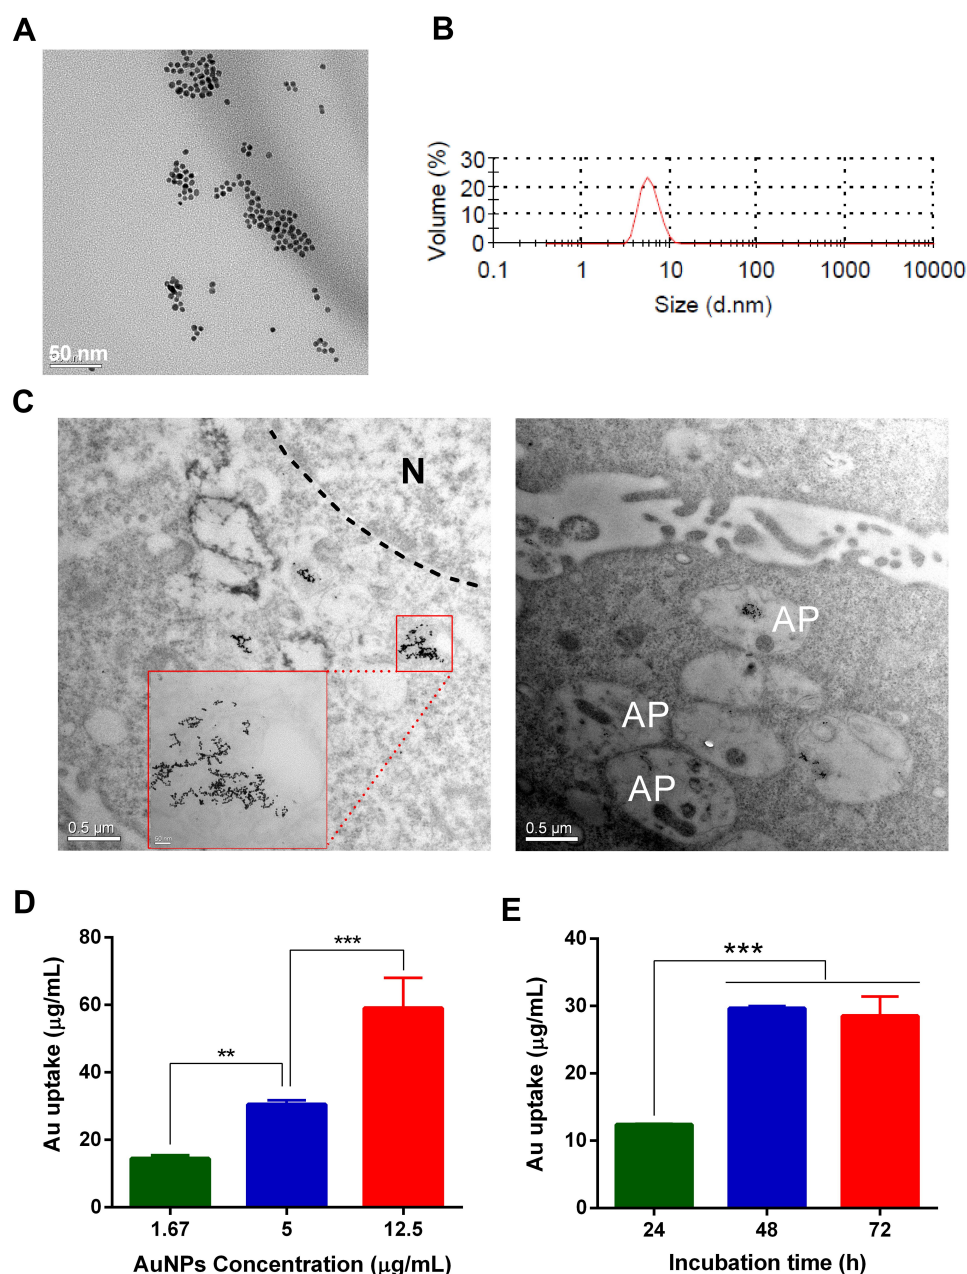 A
50 nm
B
Volume (%)
30
20
10
0
0.1 1 10 100 1000 10000
Size (d.nm)
C
N
0.5 µm
50 nm
AP
AP
AP
0.5 µm
D
Au uptake (µg/mL)
80
60
40
20
0
**
***
1.67 5 12.5
AuNPs Concentration (µg/mL)
E
Au uptake (µg/mL)
40
30
20
10
0
***
24 48 72
Incubation time (h)